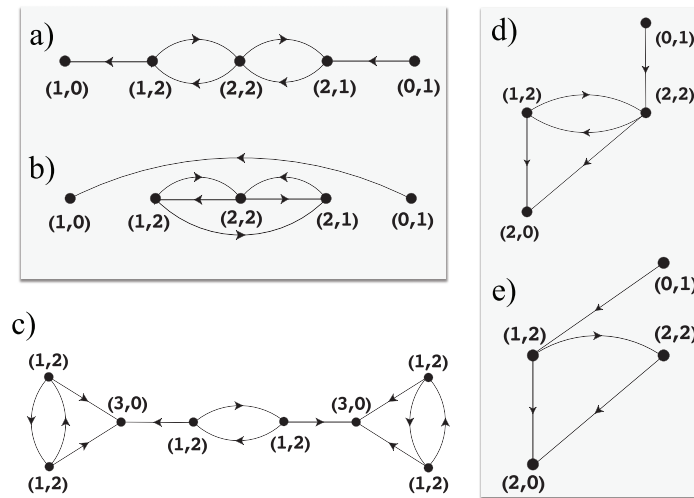 a)
(1,0) (1,2) (2,2) (2,1) (0,1)
b)
(1,0) (1,2) (2,2) (2,1) (0,1)
c)
(1,2) (1,2)
(3,0) (3,0)
(1,2) (1,2)
(1,2) (1,2)
d)
(0,1)
(1,2) (2,2)
(2,0)
e)
(0,1)
(1,2) (2,2)
(2,0)